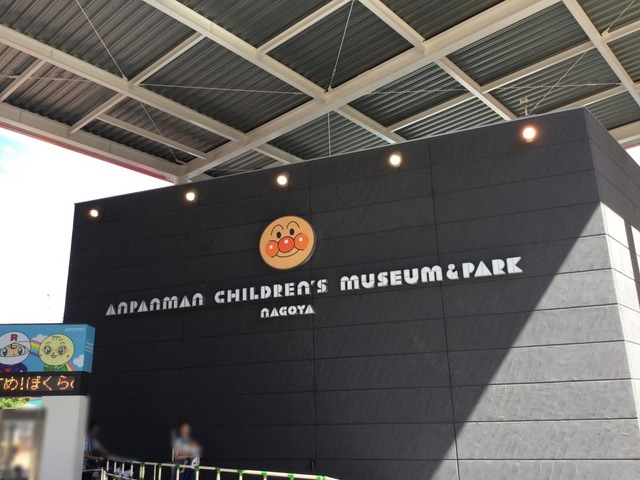 ANPANMAN CHILDREN'S MUSEUM & PARK
NAGOYA
R
め!ぼくら